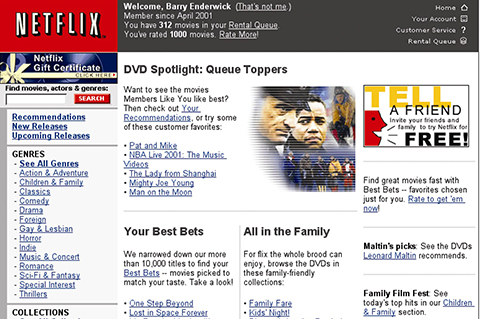 NETFLIX
Welcome, Barry Enderwick (That's not me.)
Member since April 2001
You have 312 movies in your Rental Queue
You've rated 1000 movies. Rate More!
Home
Your Account
Customer Service ?
Rental Queue
Netflix
Gift Certificate
CLICK HERE
Find movies, actors & genres:
SEARCH
Recommendations
New Releases
Upcoming Releases
GENRES
- See All Genres
- Action & Adventure
- Children & Family
- Classics
- Comedy
- Drama
- Foreign
- Gay & Lesbian
- Horror
- Indie
- Music & Concert
- Romance
- Sci-Fi & Fantasy
- Special Interest
- Thrillers
COLLECTIONS
DVD Spotlight: Queue Toppers
Want to see the movies
Members Like You like best?
Then check out Your
Recommendations, or try some
of these customer favorites:
• Pat and Mike
• NBA Live 2001: The Music
Videos
• The Lady from Shanghai
• Mighty Joe Young
• Man on the Moon
Your Best Bets
We narrowed down our more
than 10,000 titles to find your
Best Bets -- movies picked to
match your taste. Take a look!
• One Step Beyond
• Lost in Space Forever
All in the Family
For flix the whole brood can
enjoy, browse the DVDs in
these family-friendly
collections:
• Family Fare
• Kids' Night!
TELL
A FRIEND
Invite your friends and
family to try Netflix for
FREE!
Find great movies fast with
Best Bets -- favorites chosen
just for you. Rate to get 'em
now!
Maltin's picks: See the DVDs
Leonard Maltin recommends.
Family Film Fest: See
today's top hits in our Children
& Family section.